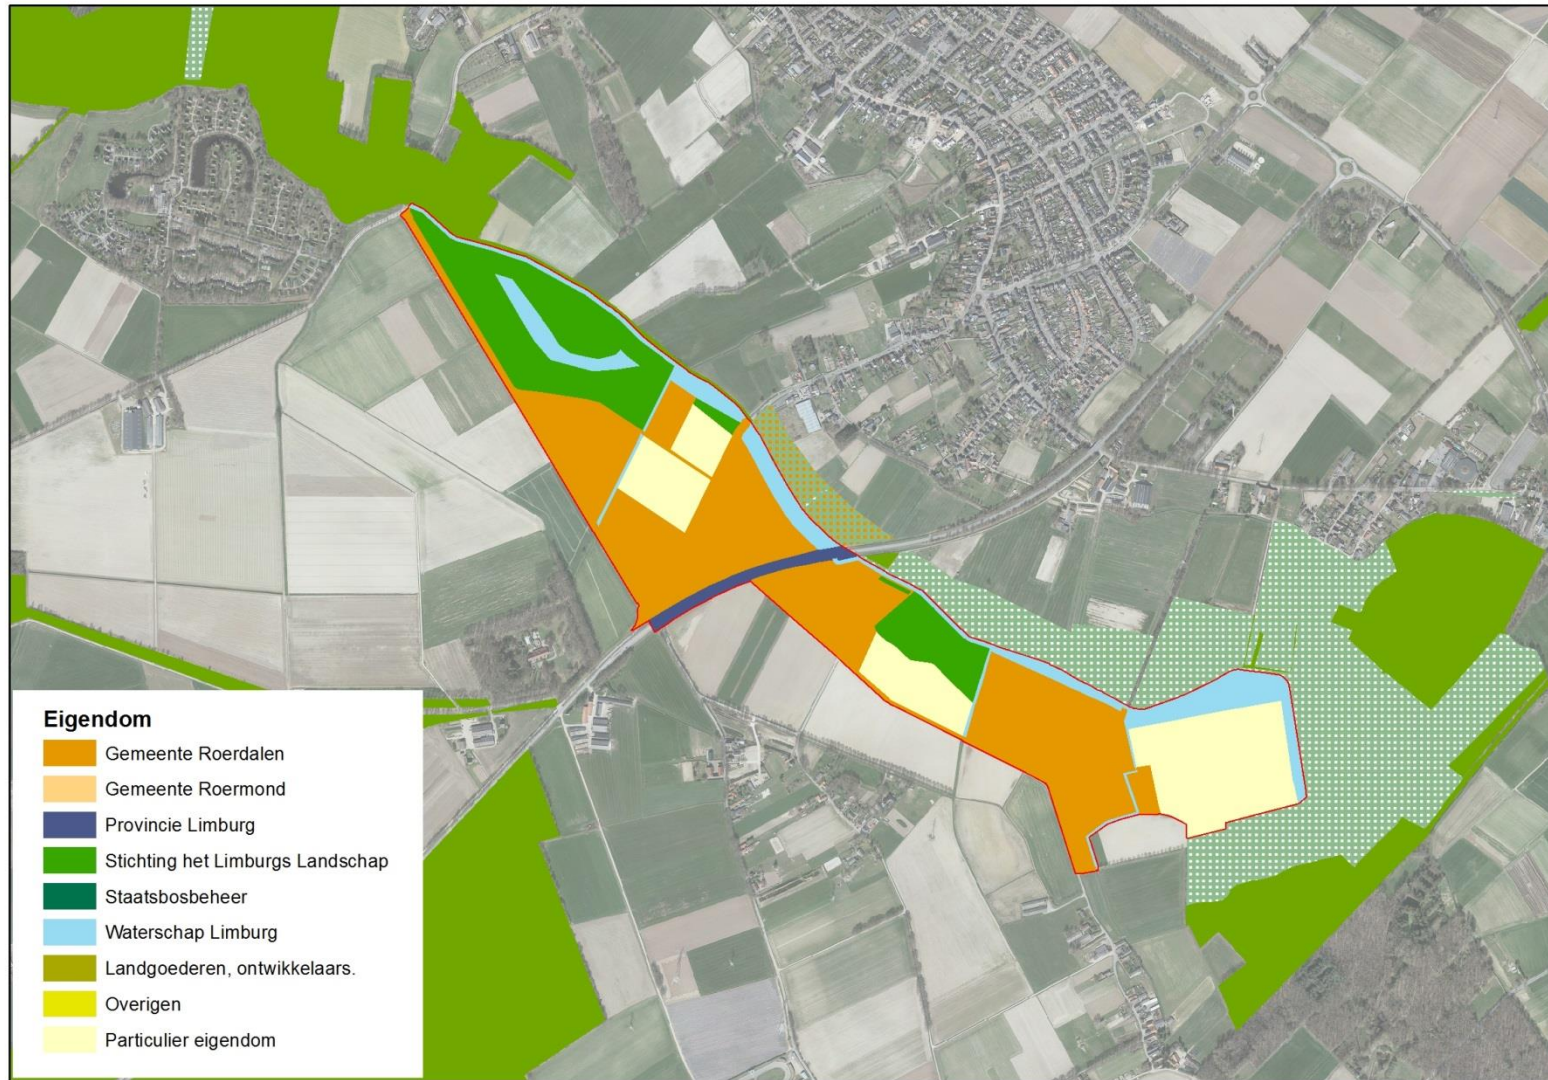 Eigendom
Gemeente Roerdalen
Gemeente Roermond
Provincie Limburg
Stichting het Limburgs Landschap
Staatsbosbeheer
Waterschap Limburg
Landgoederen, ontwikkelaars.
Overigen
Particulier eigendom